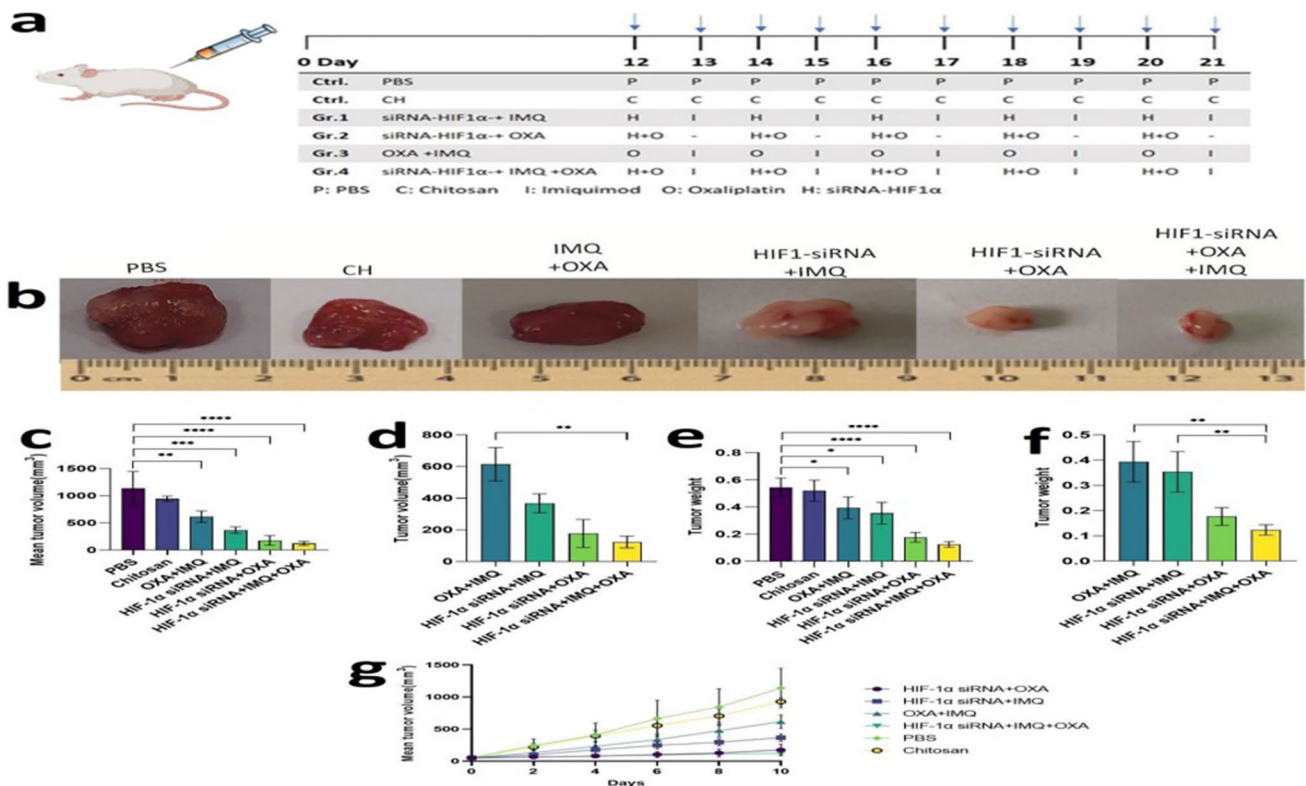 a
0 Day 12 13 14 15 16 17 18 19 20 21
Ctrl. PBS P P P P P P P P P P
Ctrl. CH C C C C C C C C C C
Gr.1 siRNA-HIF1α-+ IMQ H I H I H I H I H I
Gr.2 siRNA-HIF1α-+ OXA H+O - H+O - H+O - H+O - H+O -
Gr.3 OXA +IMQ O I O I O I O I O I
Gr.4 siRNA-HIF1α-+ IMQ +OXA H+O I H+O I H+O I H+O I H+O I
P: PBS C: Chitosan I: Imiquimod O: Oxaliplatin H: siRNA-HIF1α
b
PBS
CH
IMQ
+OXA
HIF1-siRNA
+IMQ
HIF1-siRNA
+OXA
HIF1-siRNA
+OXA
+IMQ
0 cm 1 2 3 4 5 6 7 8 9 10 11 12 13
c
Mean tumor volume(mm³)
1500
1000
500
0
**** 
****
***
**
PBS
Chitosan
OXA+IMQ
HIF-1α siRNA+IMQ
HIF-1α siRNA+OXA
HIF-1α siRNA+IMQ+OXA
d
Tumor volume(mm³)
800
600
400
200
0
**
OXA+IMQ
HIF-1α siRNA+IMQ
HIF-1α siRNA+OXA
HIF-1α siRNA+IMQ+OXA
e
Tumor weight
0.8
0.6
0.4
0.2
0.0
****
****
*
*
PBS
Chitosan
OXA+IMQ
HIF-1α siRNA+IMQ
HIF-1α siRNA+OXA
HIF-1α siRNA+IMQ+OXA
f
Tumor weight
0.5
0.4
0.3
0.2
0.1
0.0
**
**
OXA+IMQ
HIF-1α siRNA+IMQ
HIF-1α siRNA+OXA
HIF-1α siRNA+IMQ+OXA
g
Mean tumor volume(mm³)
1500
1000
500
0
0 2 4 6 8 10
Days
HIF-1α siRNA+OXA
HIF-1α siRNA+IMQ
OXA+IMQ
HIF-1α siRNA+IMQ+OXA
PBS
Chitosan